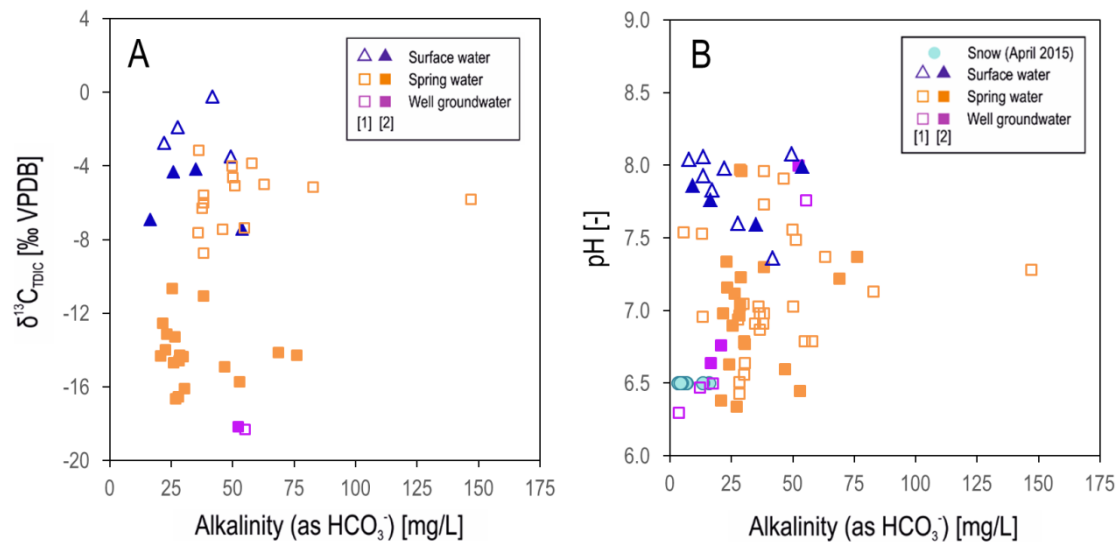 A
Surface water
Spring water
Well groundwater
[1] [2]
4
0
-4
-8
-12
-16
-20
δ¹³C_TDIC [‰ VPDB]
0 25 50 75 100 125 150 175
Alkalinity (as HCO₃⁻) [mg/L]
B
Snow (April 2015)
Surface water
Spring water
Well groundwater
[1] [2]
9.0
8.5
8.0
7.5
7.0
6.5
6.0
pH [-]
0 25 50 75 100 125 150 175
Alkalinity (as HCO₃⁻) [mg/L]